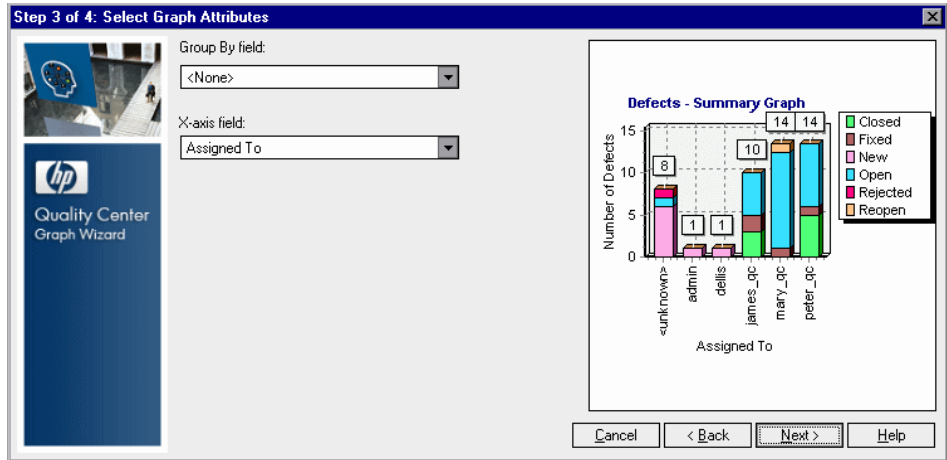 Step 3 of 4: Select Graph Attributes
Group By field:
<None>
X-axis field:
Assigned To
hp
Quality Center
Graph Wizard
Defects - Summary Graph
Number of Defects
15
10
5
0
8
1
1
10
14
14
<unknown>
admin
dellis
james_qc
mary_qc
peter_qc
Assigned To
Closed
Fixed
New
Open
Rejected
Reopen
Cancel
< Back
Next >
Help